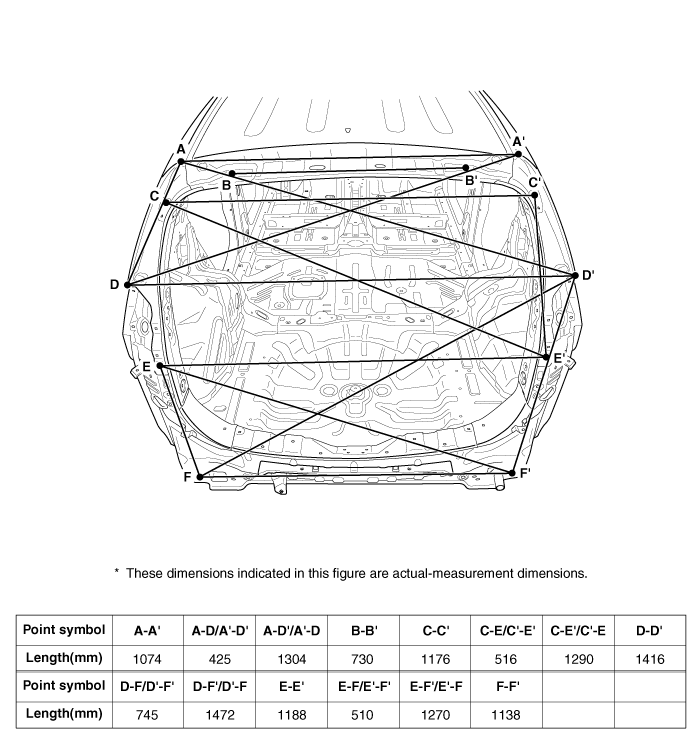 A A'
B B'
C C'
D D'
E E'
F F'
* These dimensions indicated in this figure are actual-measurement dimensions.
Point symbol A-A' A-D/A'-D' A-D'/A'-D B-B' C-C' C-E/C'-E' C-E'/C'-E D-D'
Length(mm) 1074 425 1304 730 1176 516 1290 1416
Point symbol D-F/D'-F' D-F'/D'-F E-E' E-F/E'-F' E-F'/E'-F F-F'
Length(mm) 745 1472 1188 510 1270 1138